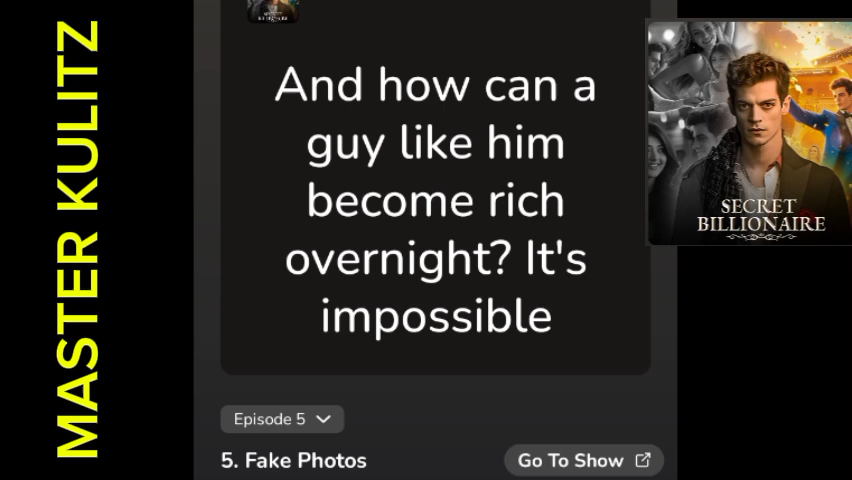 MASTER KULITZ
And how can a
guy like him
become rich
overnight? It's
impossible
Episode 5
5. Fake Photos
Go To Show
SECRET
BILLIONAIRE